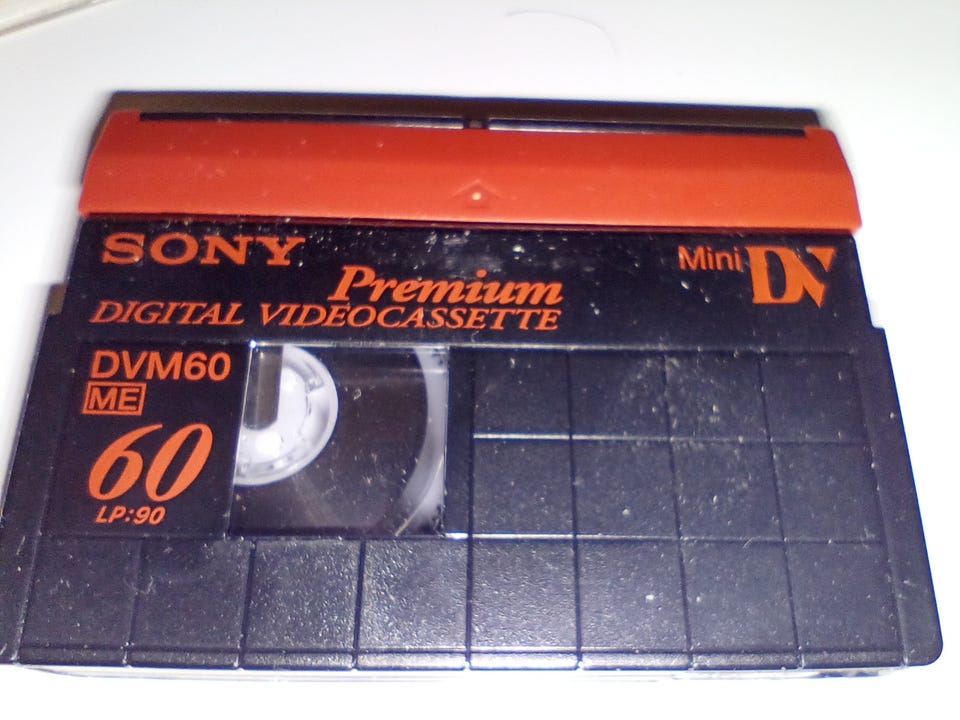 SONY
Premium
DIGITAL VIDEOCASSETTE
Mini DV
DVM60
ME
60
LP:90